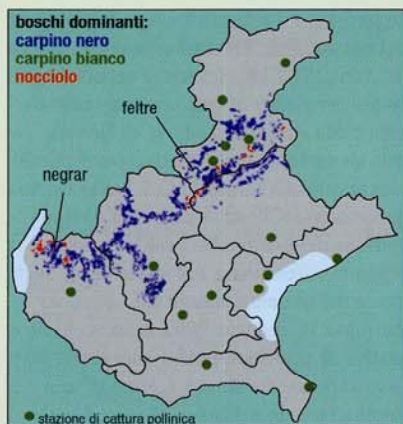 boschi dominanti:
carpino nero
carpino bianco
nocciolo
feltre
negrar
stazione di cattura pollinica